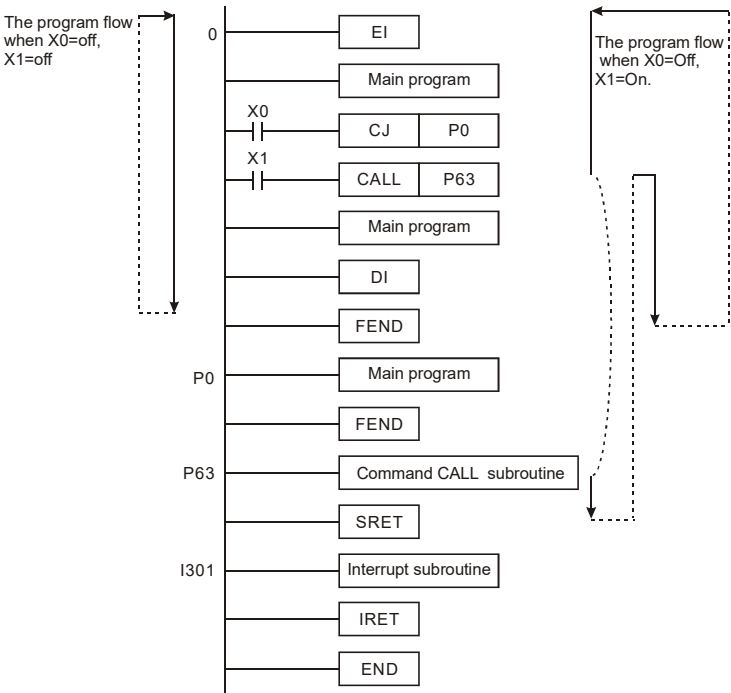 The program flow
when X0=off,
X1=off
0
EI
Main program
X0
CJ P0
X1
CALL P63
Main program
DI
FEND
P0
Main program
FEND
P63
Command CALL subroutine
SRET
I301
Interrupt subroutine
IRET
END
The program flow
when X0=Off,
X1=On.